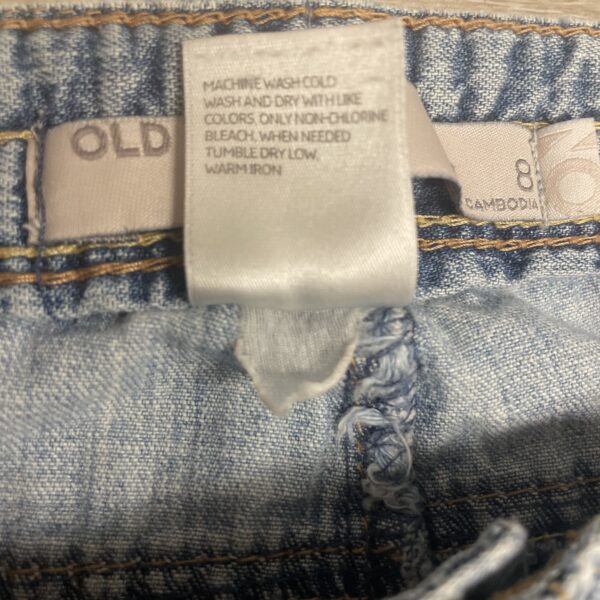 MACHINE WASH COLD
WASH AND DRY WITH LIKE
COLORS, ONLY NON-CHLORINE
BLEACH, WHEN NEEDED
TUMBLE DRY LOW,
WARM IRON
OLD
8
CAMBODIA
NO